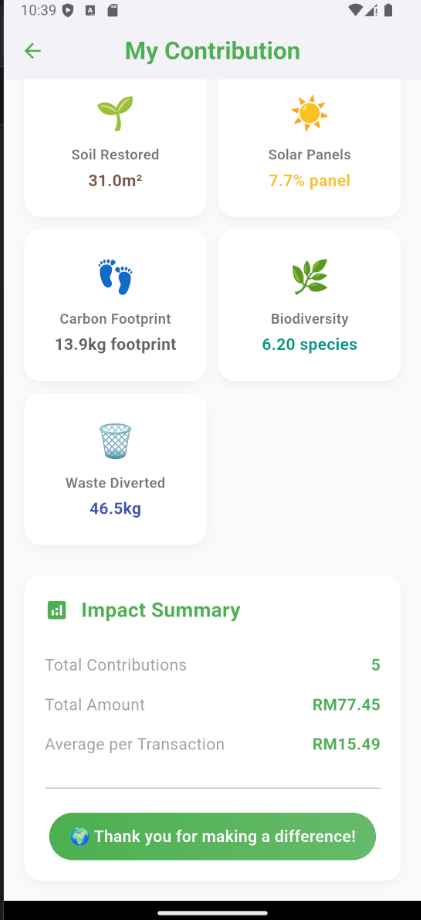 10:39
My Contribution
Soil Restored
31.0m²
Solar Panels
7.7% panel
Carbon Footprint
13.9kg footprint
Biodiversity
6.20 species
Waste Diverted
46.5kg
Impact Summary
Total Contributions 5
Total Amount RM77.45
Average per Transaction RM15.49
🌍 Thank you for making a difference!